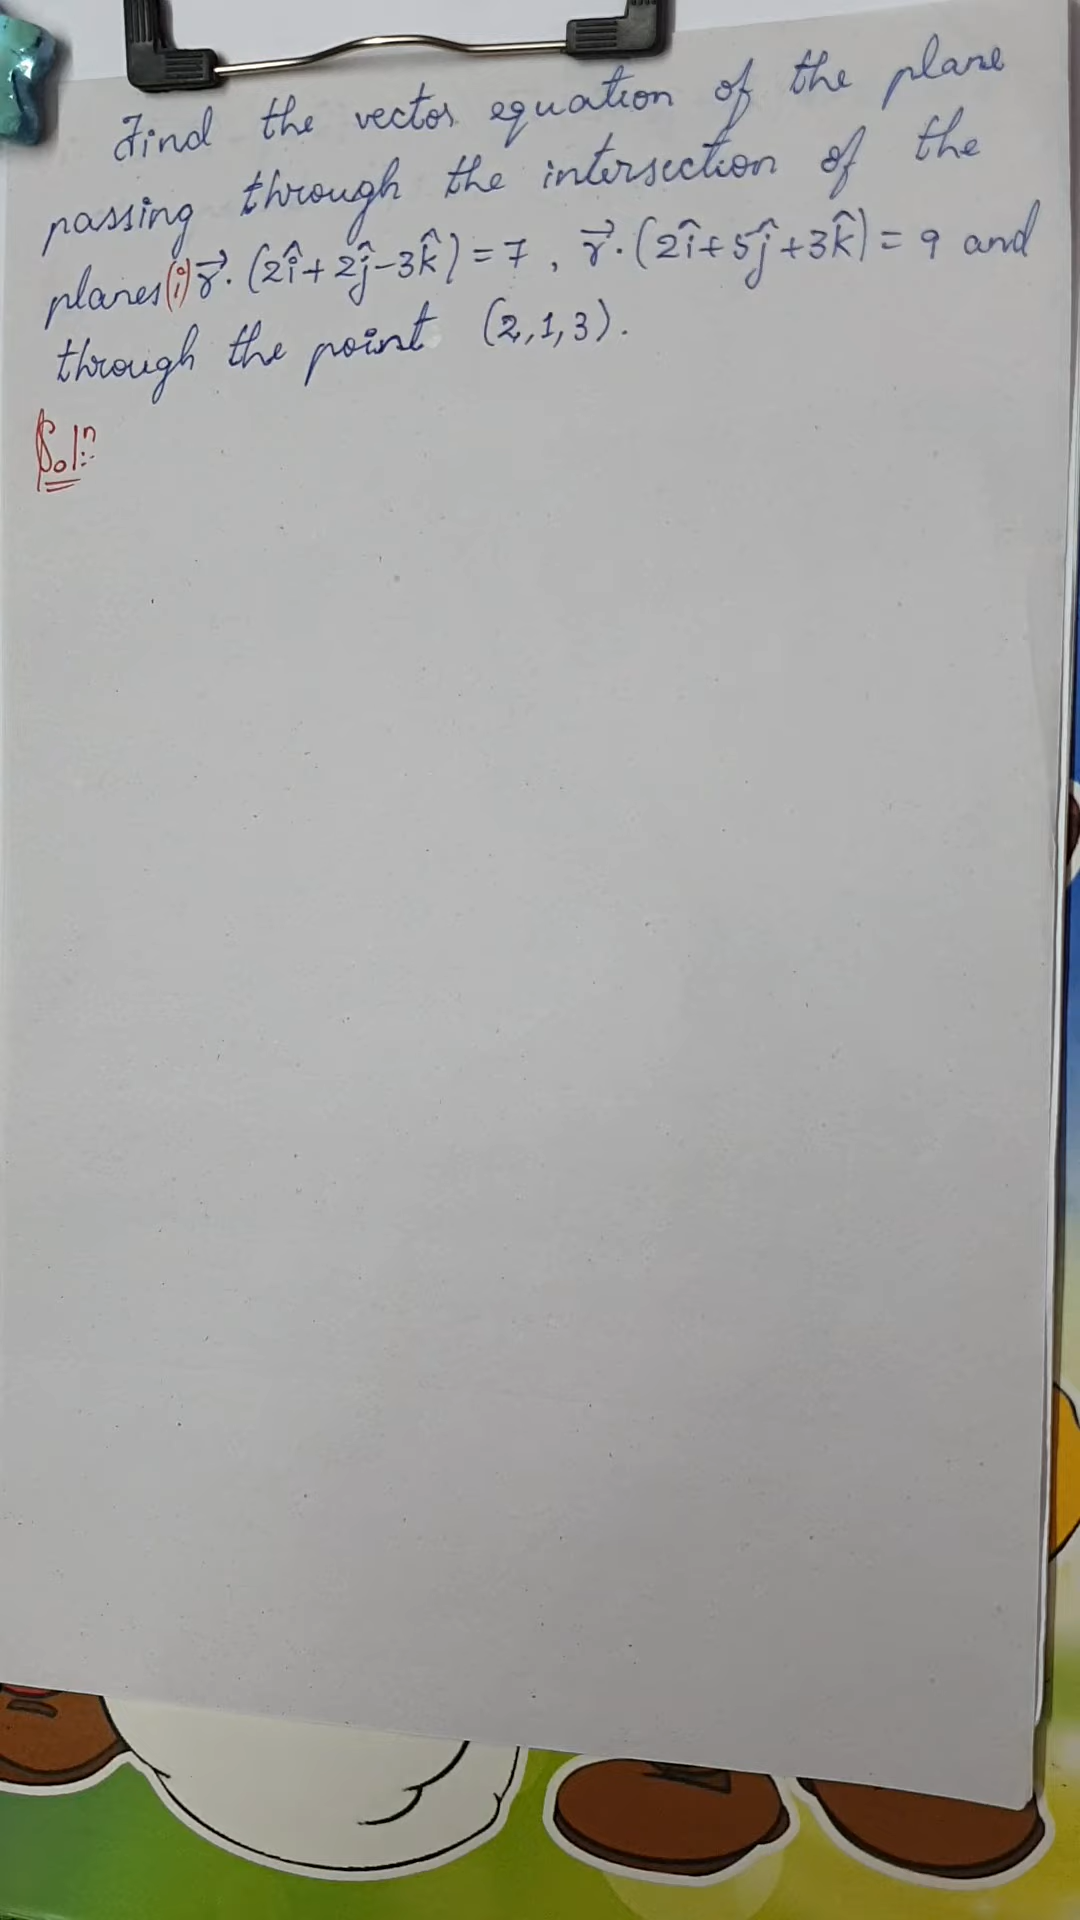 Find the vector equation of the plane
passing through the intersection of the
planes (i) r⃗. (2î + 2ĵ - 3k̂) = 7 , r⃗. (2î + 5ĵ + 3k̂) = 9 and
through the point (2,1,3).
Solⁿ: